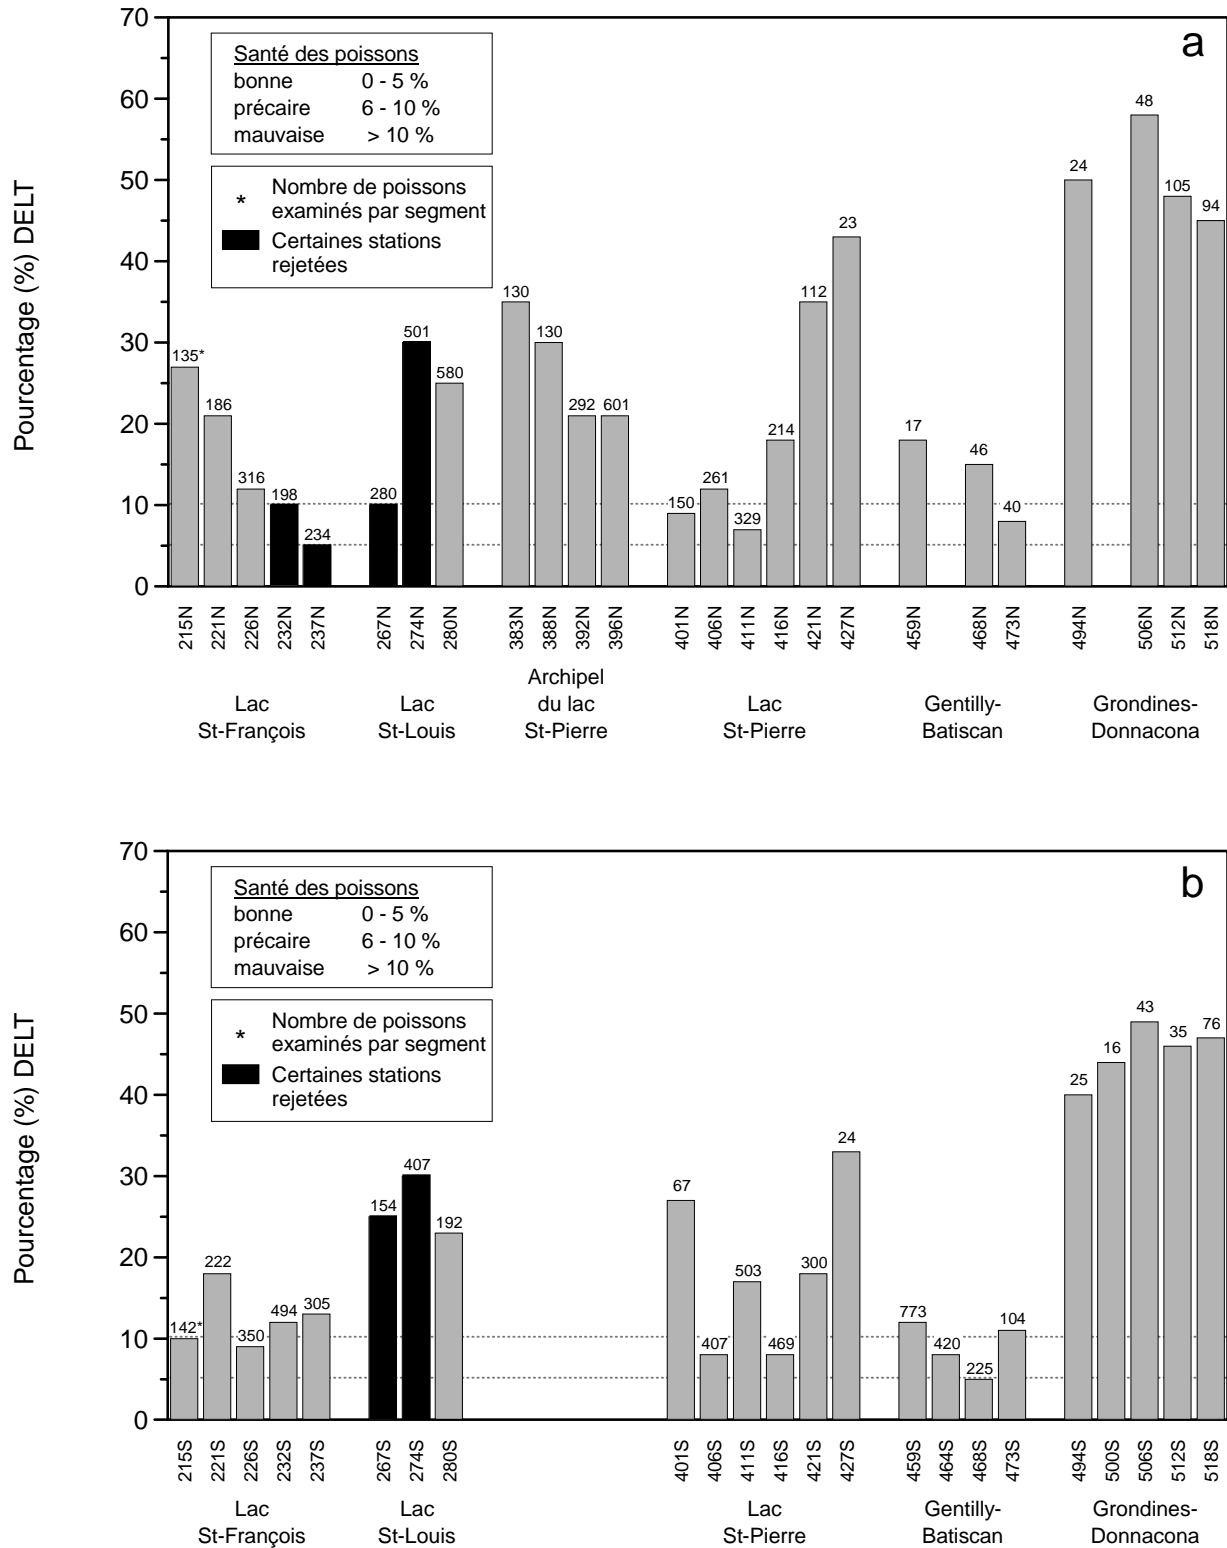 a
Pourcentage (%) DELT
70
60
50
40
30
20
10
0
Santé des poissons
bonne 0 - 5 %
précaire 6 - 10 %
mauvaise > 10 %
* Nombre de poissons
examinés par segment
Certaines stations
rejetées
135*
186
316
198
234
280
501
580
130
130
292
601
150
261
329
214
112
23
17
46
40
24
48
105
94
215N
221N
226N
232N
237N
267N
274N
280N
383N
388N
392N
396N
401N
406N
411N
416N
421N
427N
459N
468N
473N
494N
506N
512N
518N
Lac
St-François
Lac
St-Louis
Archipel
du lac
St-Pierre
Lac
St-Pierre
Gentilly-
Batiscan
Grondines-
Donnacona
b
Pourcentage (%) DELT
70
60
50
40
30
20
10
0
Santé des poissons
bonne 0 - 5 %
précaire 6 - 10 %
mauvaise > 10 %
* Nombre de poissons
examinés par segment
Certaines stations
rejetées
142*
222
350
494
305
154
407
192
67
407
503
469
300
24
773
420
225
104
25
16
43
35
76
215S
221S
226S
232S
237S
267S
274S
280S
401S
406S
411S
416S
421S
427S
459S
464S
468S
473S
494S
500S
506S
512S
518S
Lac
St-François
Lac
St-Louis
Lac
St-Pierre
Gentilly-
Batiscan
Grondines-
Donnacona